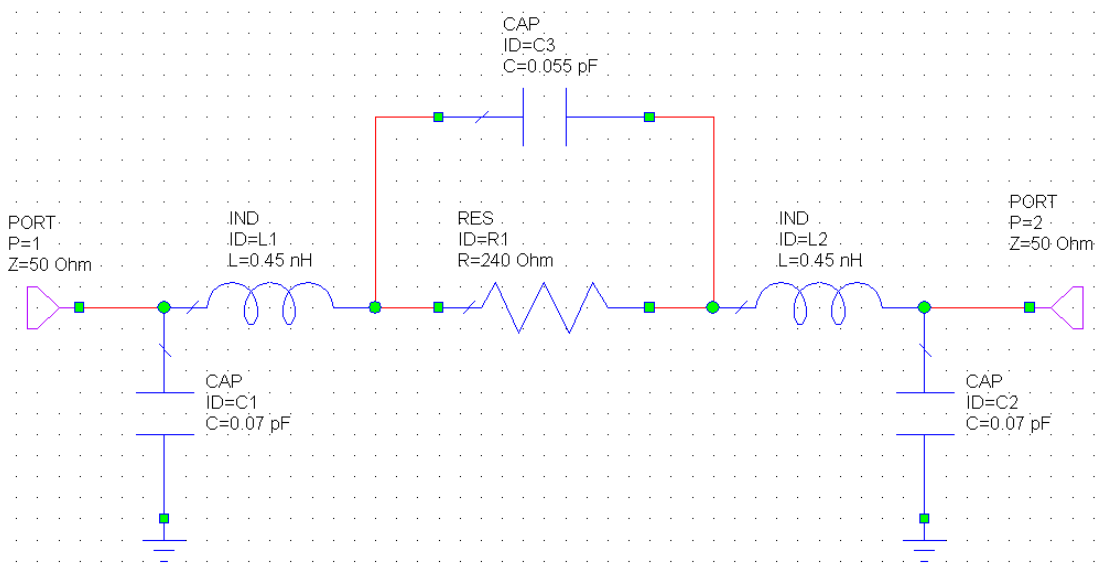 CAP
ID=C3
C=0.055 pF
PORT
P=1
Z=50 Ohm
IND
ID=L1
L=0.45 nH
RES
ID=R1
R=240 Ohm
IND
ID=L2
L=0.45 nH
PORT
P=2
Z=50 Ohm
CAP
ID=C1
C=0.07 pF
CAP
ID=C2
C=0.07 pF